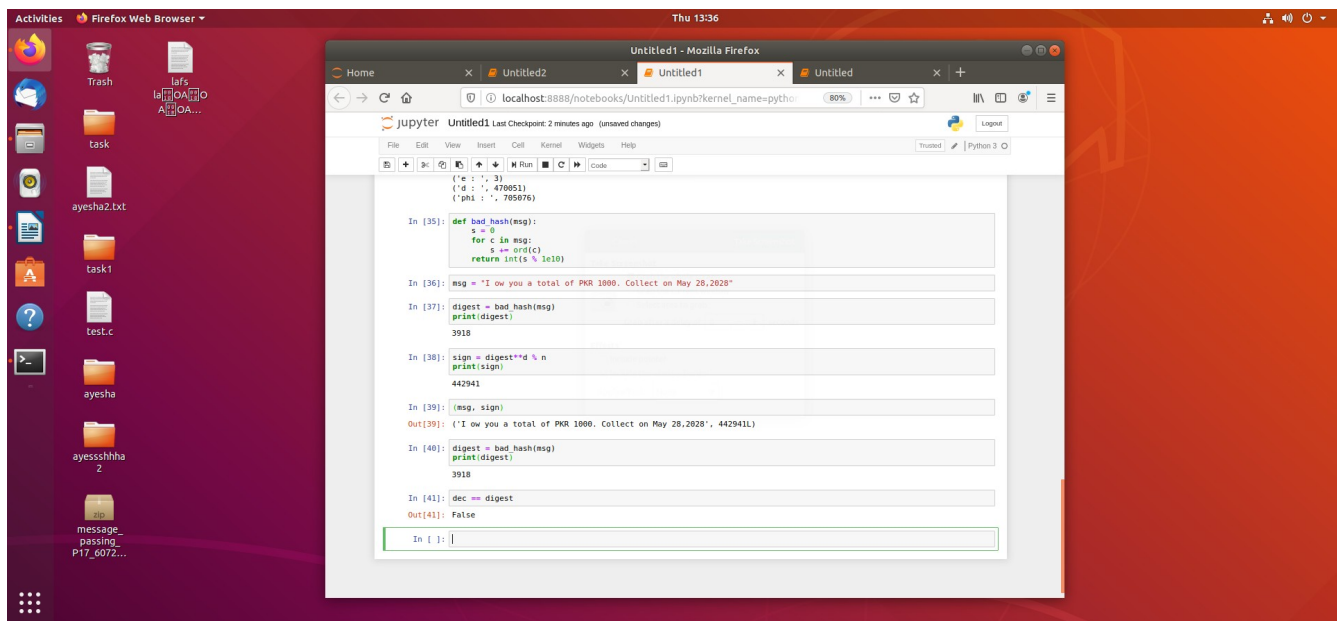 Activities Firefox Web Browser Thu 13:36
Untitled1 - Mozilla Firefox
Home Untitled2 Untitled1 Untitled
localhost:8888/notebooks/Untitled1.ipynb?kernel_name=pytho 80%
jupyter Untitled1 Last Checkpoint: 2 minutes ago (unsaved changes) Logout
File Edit View Insert Cell Kernel Widgets Help Trusted Python 3
Run Code
('e : ', 3)
('d : ', 470051)
('phi : ', 705076)
In [35]: def bad_hash(msg):
s = 0
for c in msg:
s += ord(c)
return int(s % 1e10)
In [36]: msg = "I ow you a total of PKR 1000. Collect on May 28,2028"
In [37]: digest = bad_hash(msg)
print(digest)
3918
In [38]: sign = digest**d % n
print(sign)
442941
In [39]: (msg, sign)
Out[39]: ('I ow you a total of PKR 1000. Collect on May 28,2028', 442941L)
In [40]: digest = bad_hash(msg)
print(digest)
3918
In [41]: dec == digest
Out[41]: False
In [ ]:
Trash
task
ayesha2.txt
task1
test.c
ayesha
ayessshhha
2
zip
message_
passing_
P17_6072...
lafs